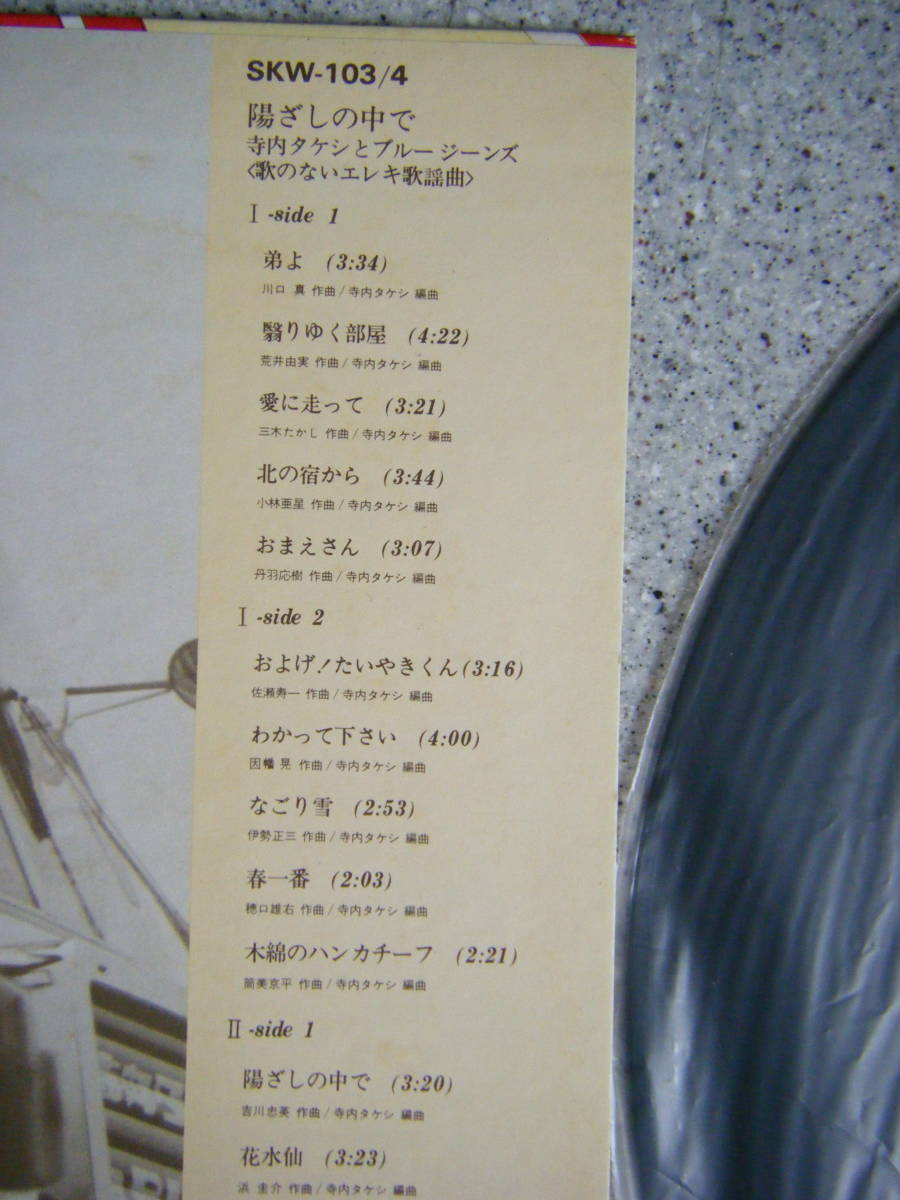 SKW-103/4
陽ざしの中で
寺内タケシとブルージーンズ
〈歌のないエレキ歌謡曲〉
Ⅰ-side 1
弟よ (3:34)
川口 真 作曲/寺内タケシ 編曲
翳りゆく部屋 (4:22)
荒井由実 作曲/寺内タケシ 編曲
愛に走って (3:21)
三木たかし 作曲/寺内タケシ 編曲
北の宿から (3:44)
小林亜星 作曲/寺内タケシ 編曲
おまえさん (3:07)
丹羽応樹 作曲/寺内タケシ 編曲
Ⅰ-side 2
およげ!たいやきくん (3:16)
佐瀬寿一 作曲/寺内タケシ 編曲
わかって下さい (4:00)
因幡 晃 作曲/寺内タケシ 編曲
なごり雪 (2:53)
伊勢正三 作曲/寺内タケシ 編曲
春一番 (2:03)
穂口雄右 作曲/寺内タケシ 編曲
木綿のハンカチーフ (2:21)
筒美京平 作曲/寺内タケシ 編曲
Ⅱ-side 1
陽ざしの中で (3:20)
吉川忠英 作曲/寺内タケシ 編曲
花水仙 (3:23)
浜 圭介 作曲/寺内タケシ 編曲